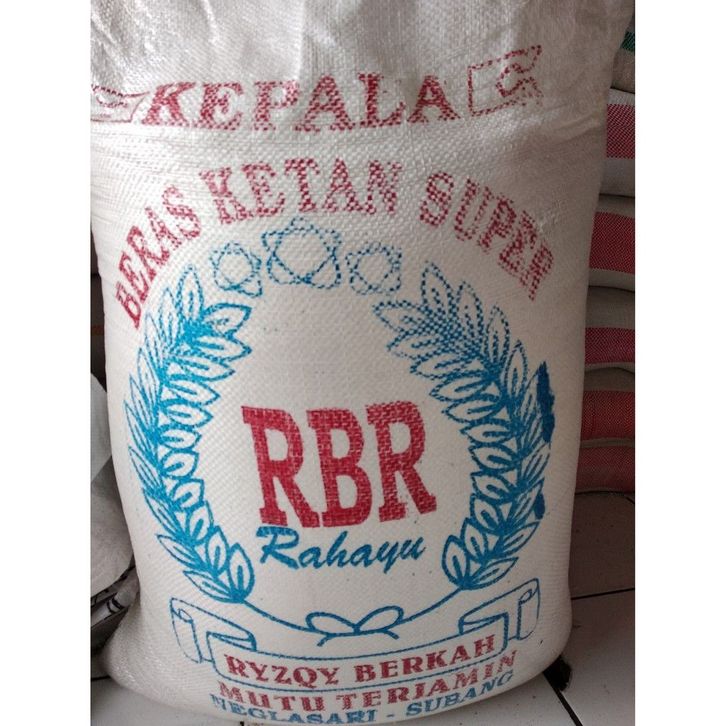 KEPALA
BERAS KETAN SUPER
RBR
Rahayu
RYZQY BERKAH
MUTU TERJAMIN
NEGLASARI - SUBANG